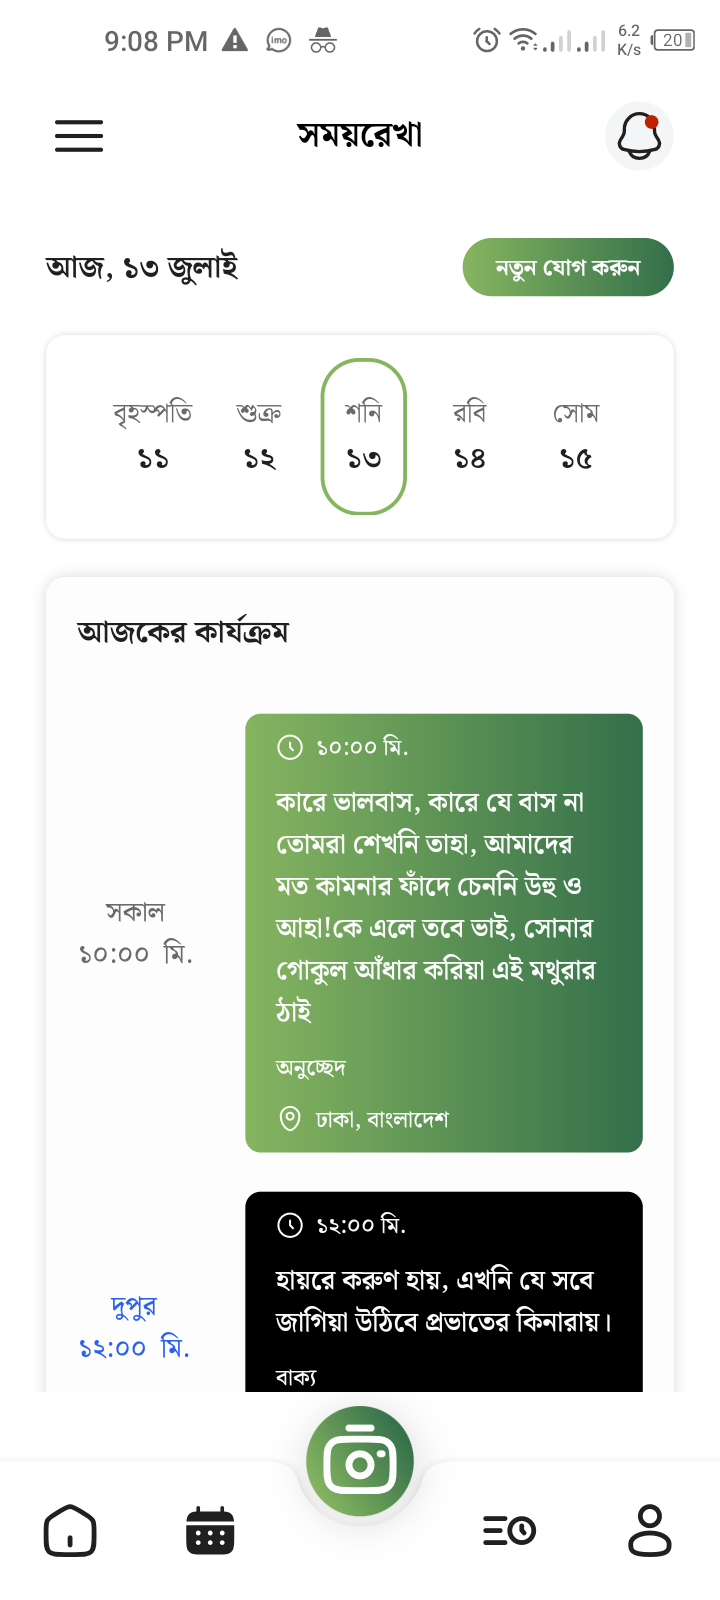 9:08 PM
imo
6.2
K/s
20
সময়রেখা
আজ, ১৩ জুলাই
নতুন যোগ করুন
বৃহস্পতি শুক্র শনি রবি সোম
১১ ১২ ১৩ ১৪ ১৫
আজকের কার্যক্রম
১০:০০ মি.
কারে ভালবাস, কারে যে বাস না
তোমরা শেখনি তাহা, আমাদের
মত কামনার ফাঁদে চেননি উহু ও
আহা!কে এলে তবে ভাই, সোনার
গোকুল আঁধার করিয়া এই মথুরার
ঠাই
অনুচ্ছেদ
ঢাকা, বাংলাদেশ
সকাল
১০:০০ মি.
১২:০০ মি.
হায়রে করুণ হায়, এখনি যে সবে
জাগিয়া উঠিবে প্রভাতের কিনারায়।
বাক্য
দুপুর
১২:০০ মি.